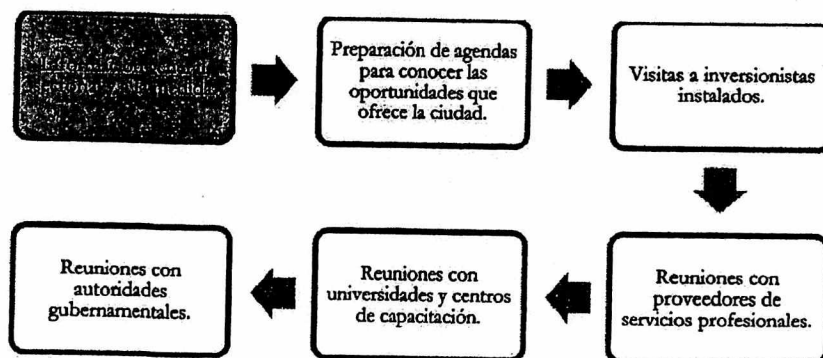 Preparación de agendas
para conocer las
oportunidades que
ofrece la ciudad.
Visitas a inversionistas
instalados.
Reuniones con
proveedores de
servicios profesionales.
Reuniones con
universidades y centros
de capacitación.
Reuniones con
autoridades
gubernamentales.